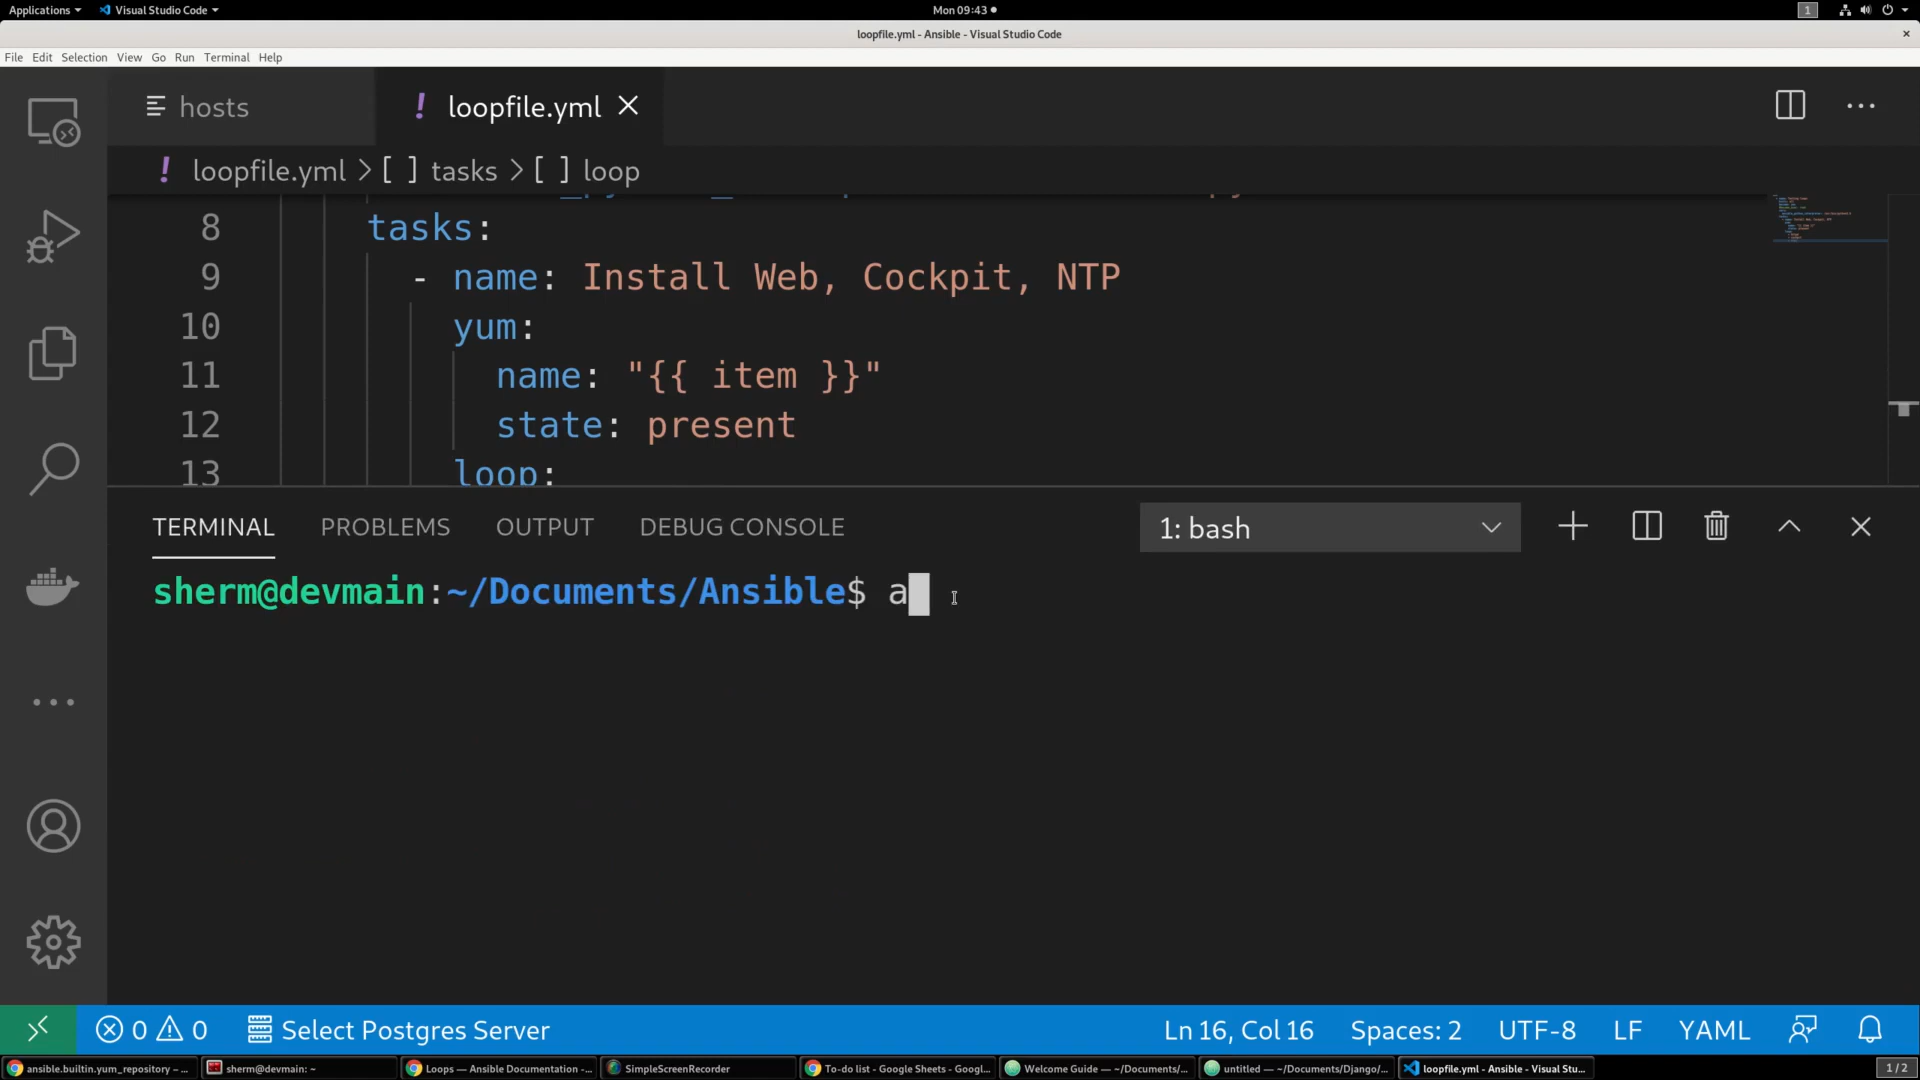 Applications
Visual Studio Code
Mon 09:43
1
loopfile.yml - Ansible - Visual Studio Code
File Edit Selection View Go Run Terminal Help
hosts
! loopfile.yml
! loopfile.yml > [ ] tasks > [ ] loop
8 tasks:
9 - name: Install Web, Cockpit, NTP
10 yum:
11 name: "{{ item }}"
12 state: present
13 loop:
TERMINAL PROBLEMS OUTPUT DEBUG CONSOLE
1: bash
sherm@devmain:~/Documents/Ansible$ a
0 0
Select Postgres Server
Ln 16, Col 16
Spaces: 2
UTF-8
LF
YAML
ansible.builtin.yum_repository – ...
sherm@devmain: ~
Loops — Ansible Documentation -...
SimpleScreenRecorder
To-do list - Google Sheets - Googl...
Welcome Guide — ~/Documents/...
untitled — ~/Documents/Django/...
loopfile.yml - Ansible - Visual Stu...
1 / 2